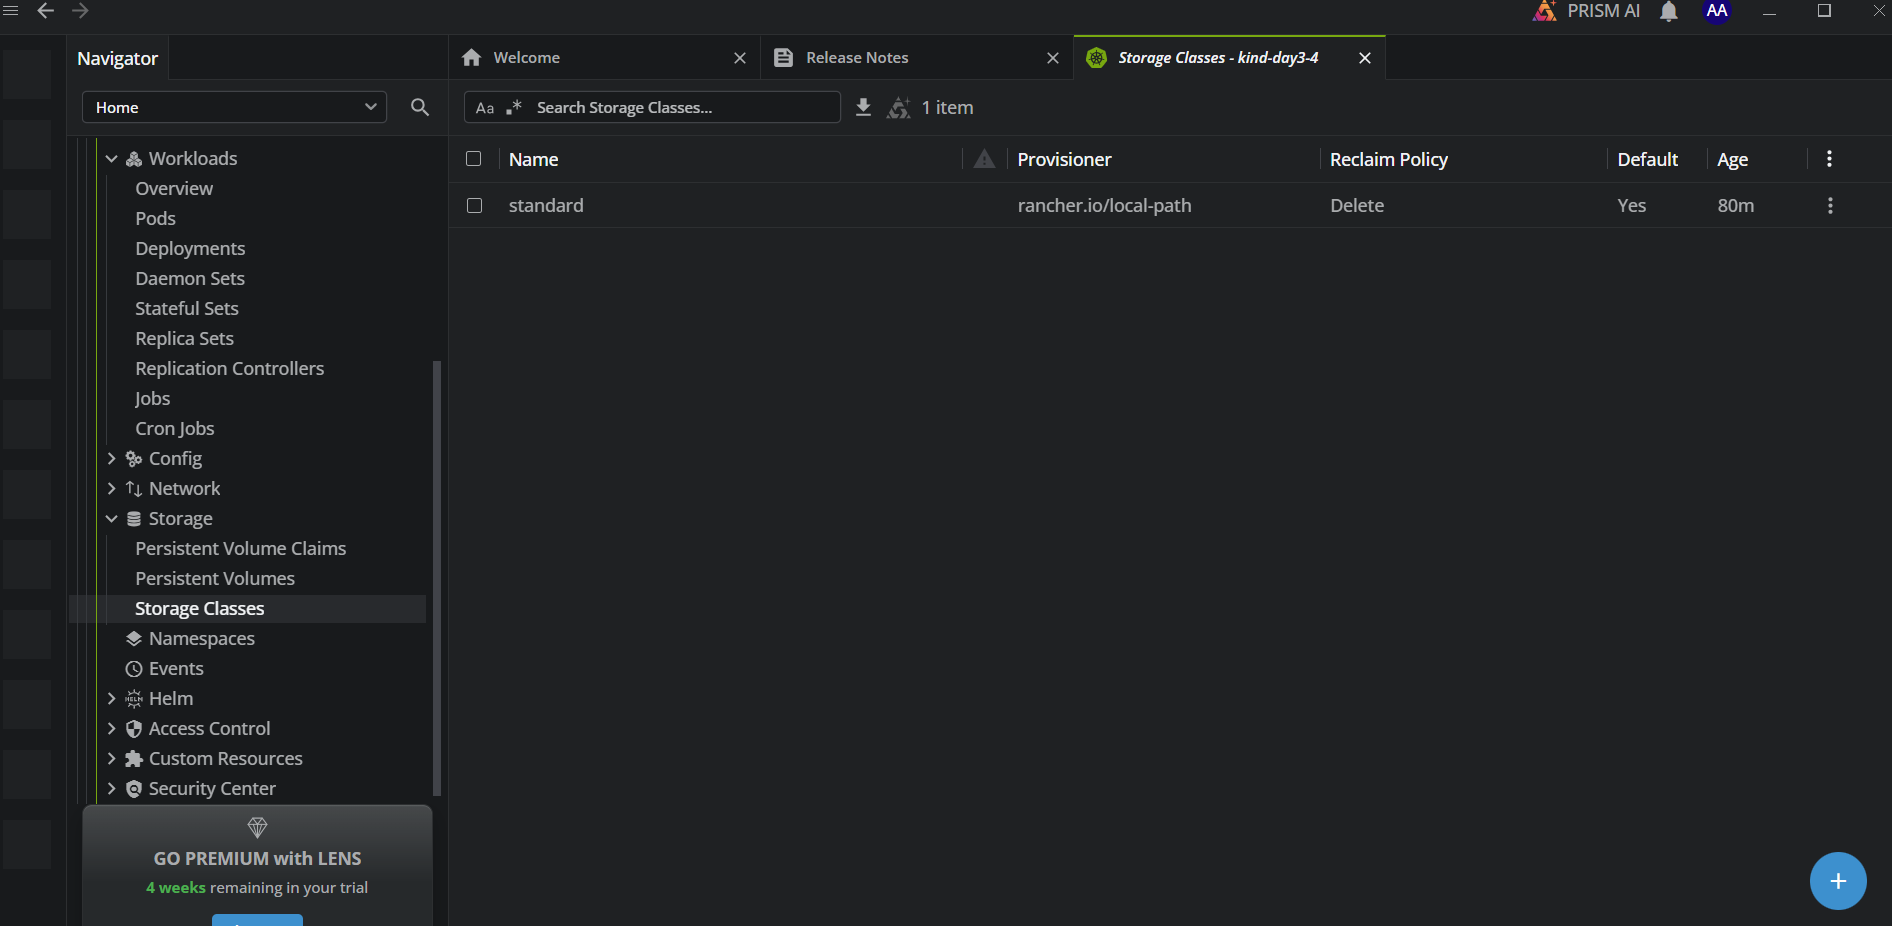 PRISM AI
AA
Navigator
Welcome
Release Notes
Storage Classes - kind-day3-4
Home
Aa .* Search Storage Classes...
1 item
Name
Provisioner
Reclaim Policy
Default
Age
standard
rancher.io/local-path
Delete
Yes
80m
Workloads
Overview
Pods
Deployments
Daemon Sets
Stateful Sets
Replica Sets
Replication Controllers
Jobs
Cron Jobs
Config
Network
Storage
Persistent Volume Claims
Persistent Volumes
Storage Classes
Namespaces
Events
HELM Helm
Access Control
Custom Resources
Security Center
GO PREMIUM with LENS
4 weeks remaining in your trial